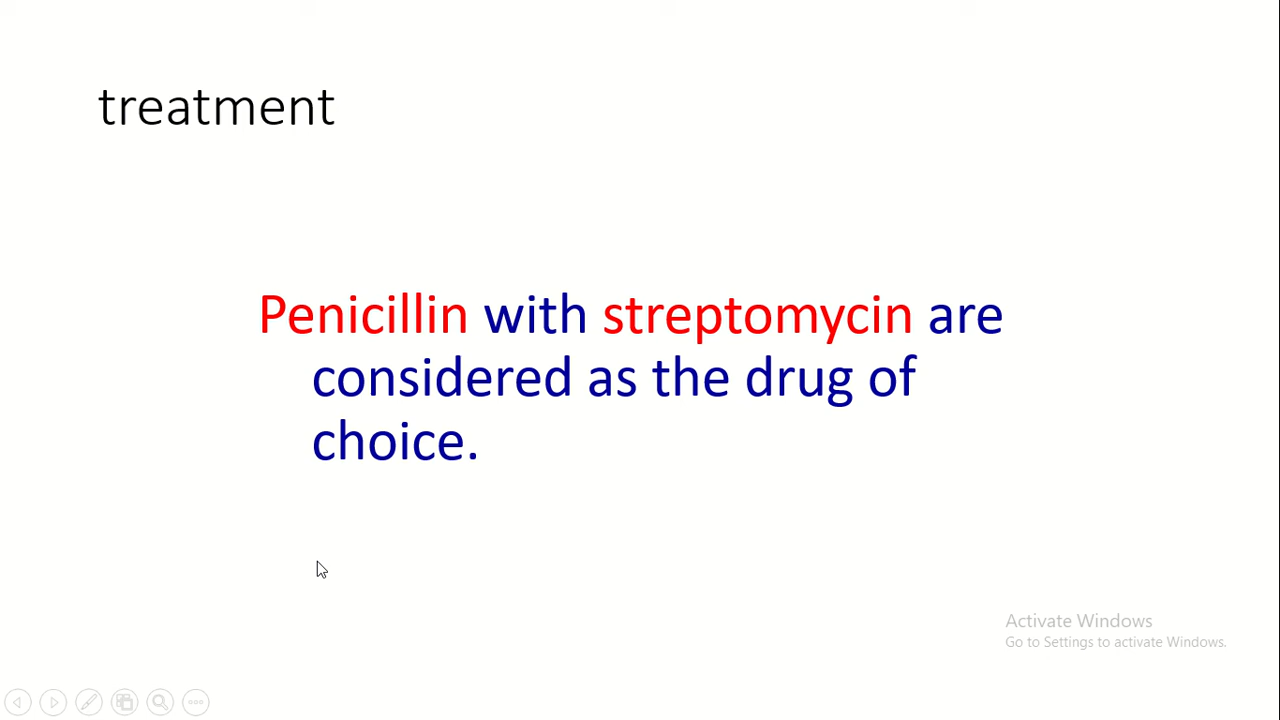 treatment
Penicillin with streptomycin are
considered as the drug of
choice.
Activate Windows
Go to Settings to activate Windows.